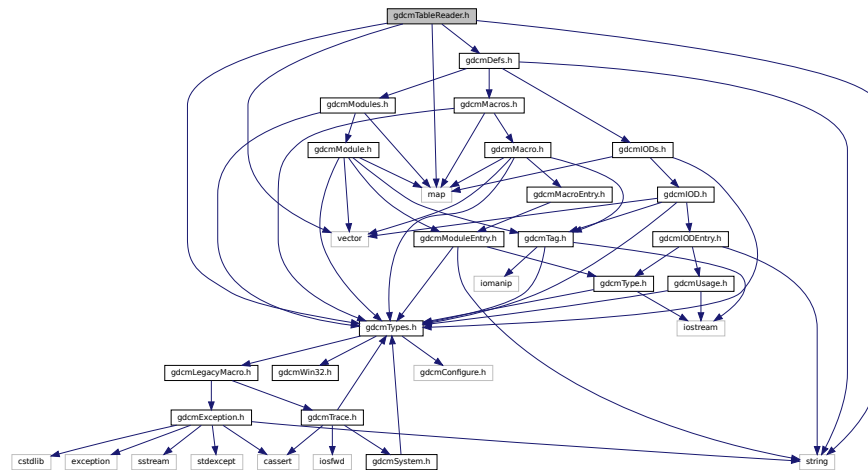 gdcmTableReader.h
gdcmDefs.h
gdcmModules.h
gdcmMacros.h
gdcmModule.h
gdcmMacro.h
gdcmIODs.h
map
gdcmMacroEntry.h
gdcmIOD.h
vector
gdcmModuleEntry.h
gdcmTag.h
gdcmIODEntry.h
iomanip
gdcmType.h
gdcmUsage.h
gdcmTypes.h
iostream
gdcmLegacyMacro.h
gdcmWin32.h
gdcmConfigure.h
gdcmException.h
gdcmTrace.h
cstdlib
exception
sstream
stdexcept
cassert
iosfwd
gdcmSystem.h
string